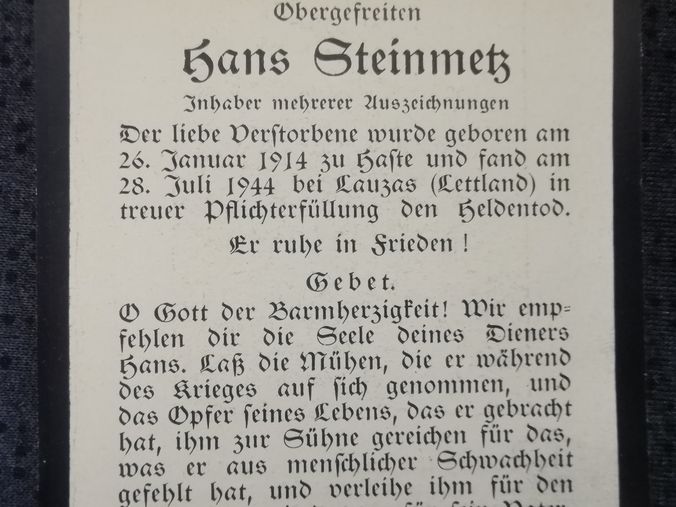 Obergefreiten
Hans Steinmetz
Inhaber mehrerer Auszeichnungen
Der liebe Verstorbene wurde geboren am
26. Januar 1914 zu Haste und fand am
28. Juli 1944 bei Lauzas (Lettland) in
treuer Pflichterfüllung den Heldentod.
Er ruhe in Frieden !
Gebet.
O Gott der Barmherzigkeit! Wir emp-
fehlen dir die Seele deines Dieners
Hans. Laß die Mühen, die er während
des Krieges auf sich genommen, und
das Opfer seines Lebens, das er gebracht
hat, ihm zur Sühne gereichen für das,
was er aus menschlicher Schwachheit
gefehlt hat, und verleihe ihm für den